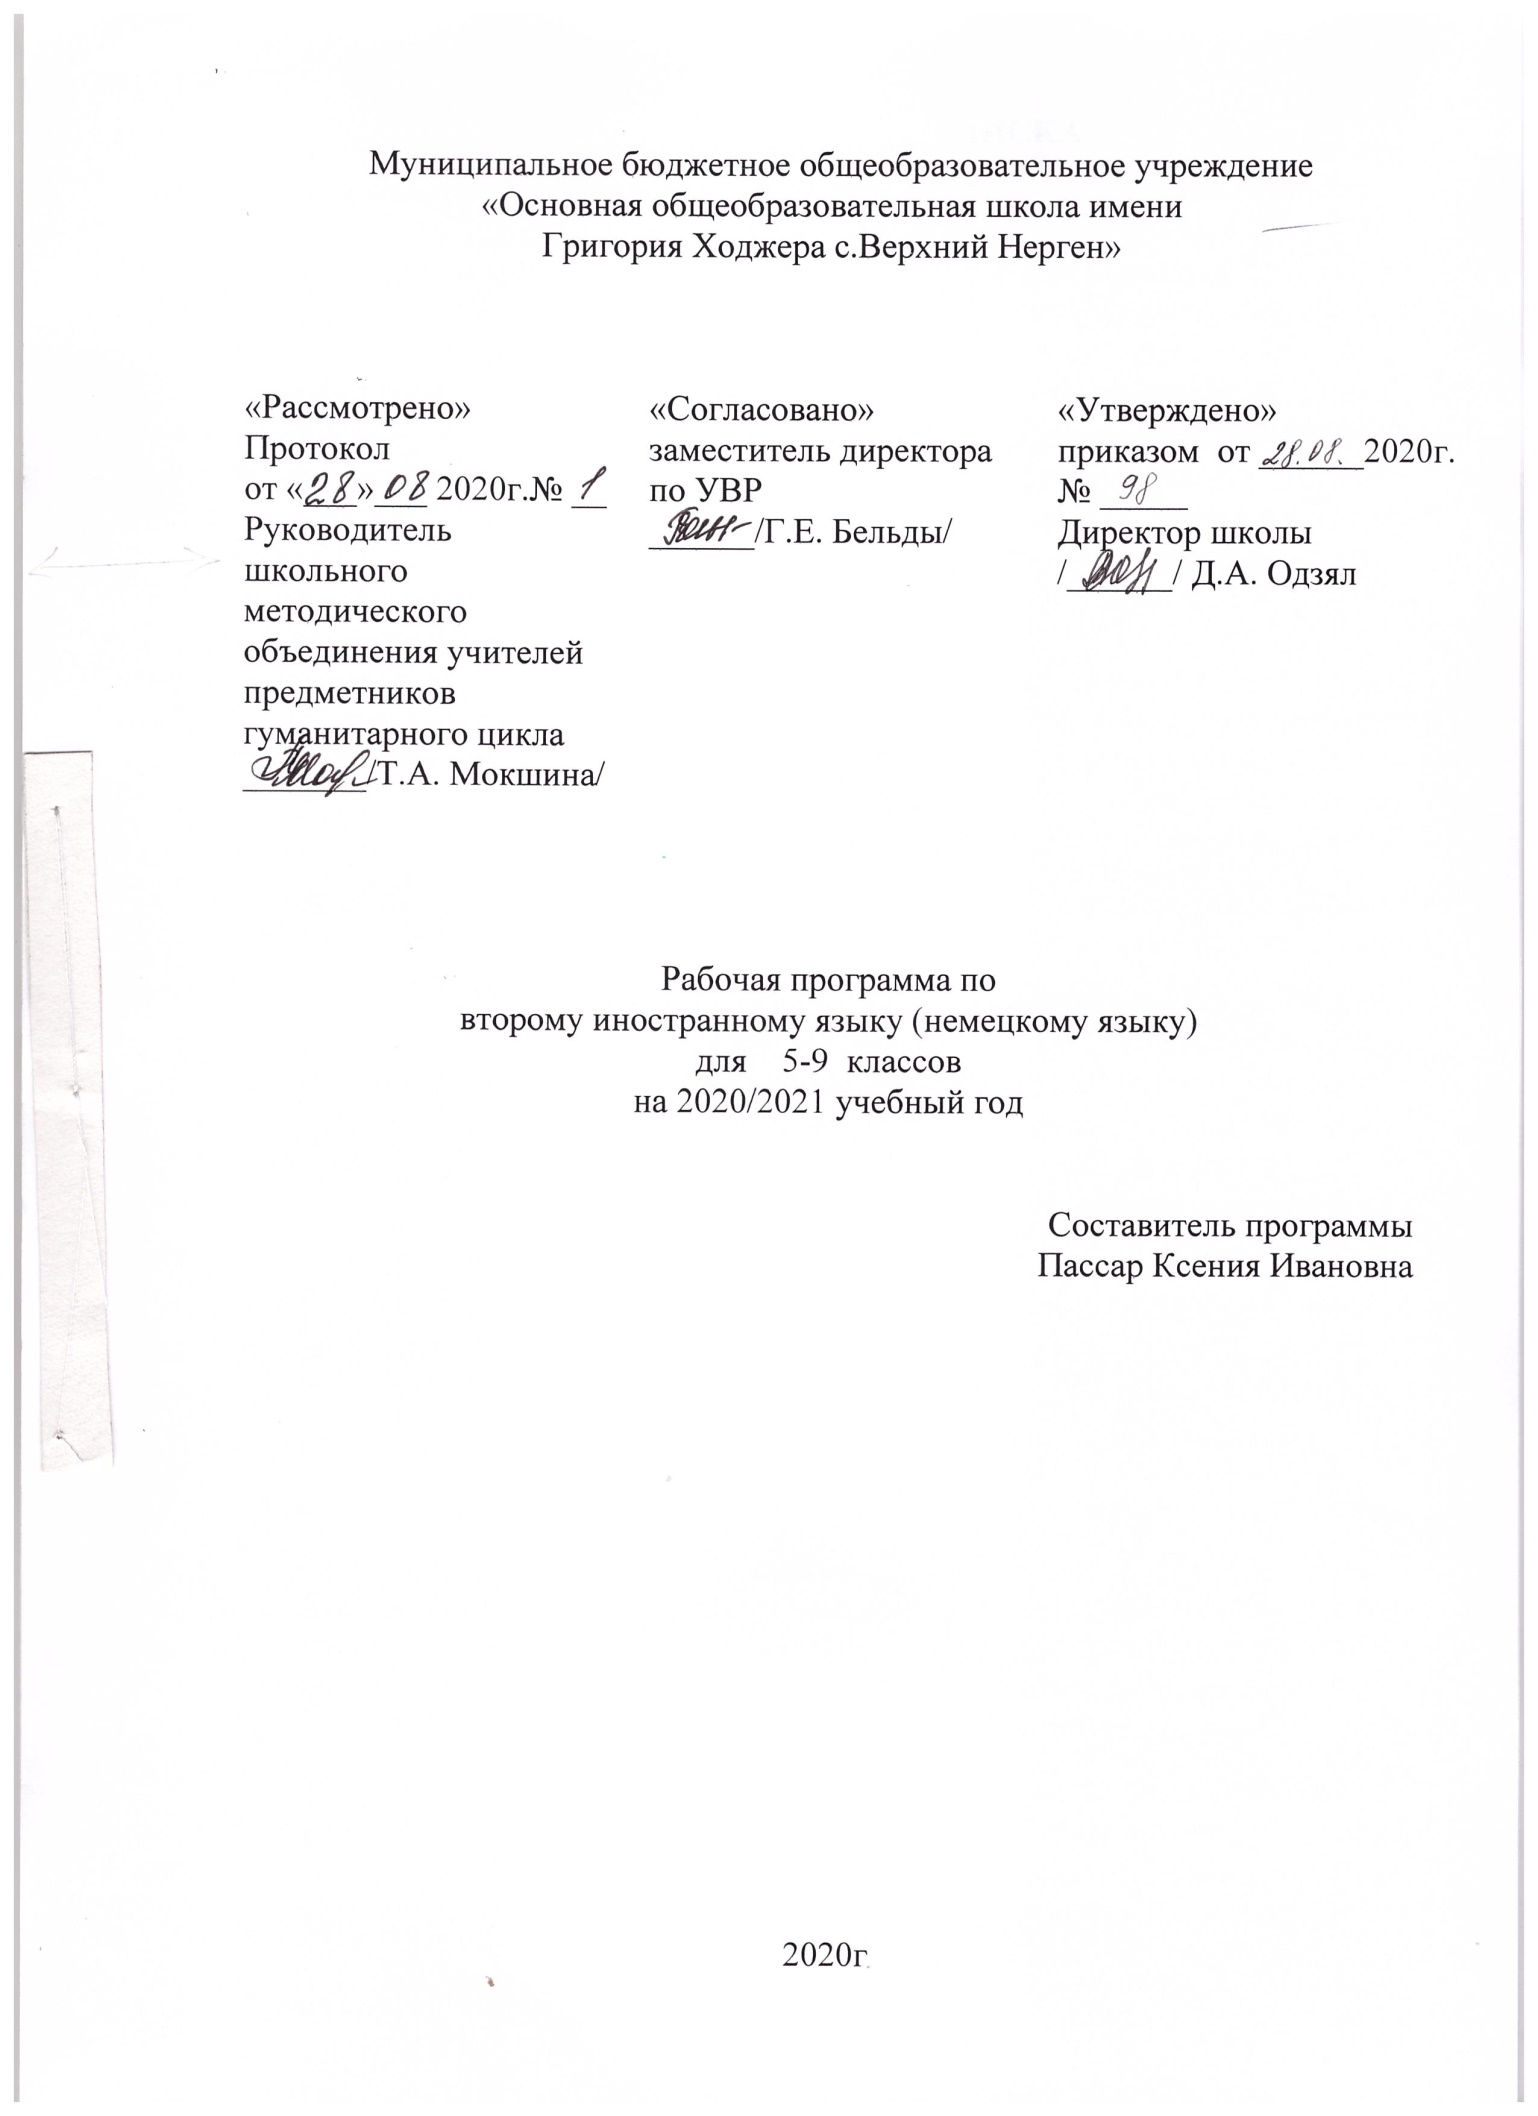 Муниципальное бюджетное общеобразовательное учреждение
«Основная общеобразовательная школа имени
Григория Ходжера с.Верхний Нерген»
«Рассмотрено»
Протокол
от «28» 08 2020г.№ 1
Руководитель
школьного
методического
объединения учителей
предметников
гуманитарного цикла
/Т.А. Мокшина/
«Согласовано»
заместитель директора
по УВР
/Г.Е. Бельды/
«Утверждено»
приказом от 28.08. 2020г.
№ 98
Директор школы
/ / Д.А. Одзял
Рабочая программа по
второму иностранному языку (немецкому языку)
для 5-9 классов
на 2020/2021 учебный год
Составитель программы
Пассар Ксения Ивановна
2020г